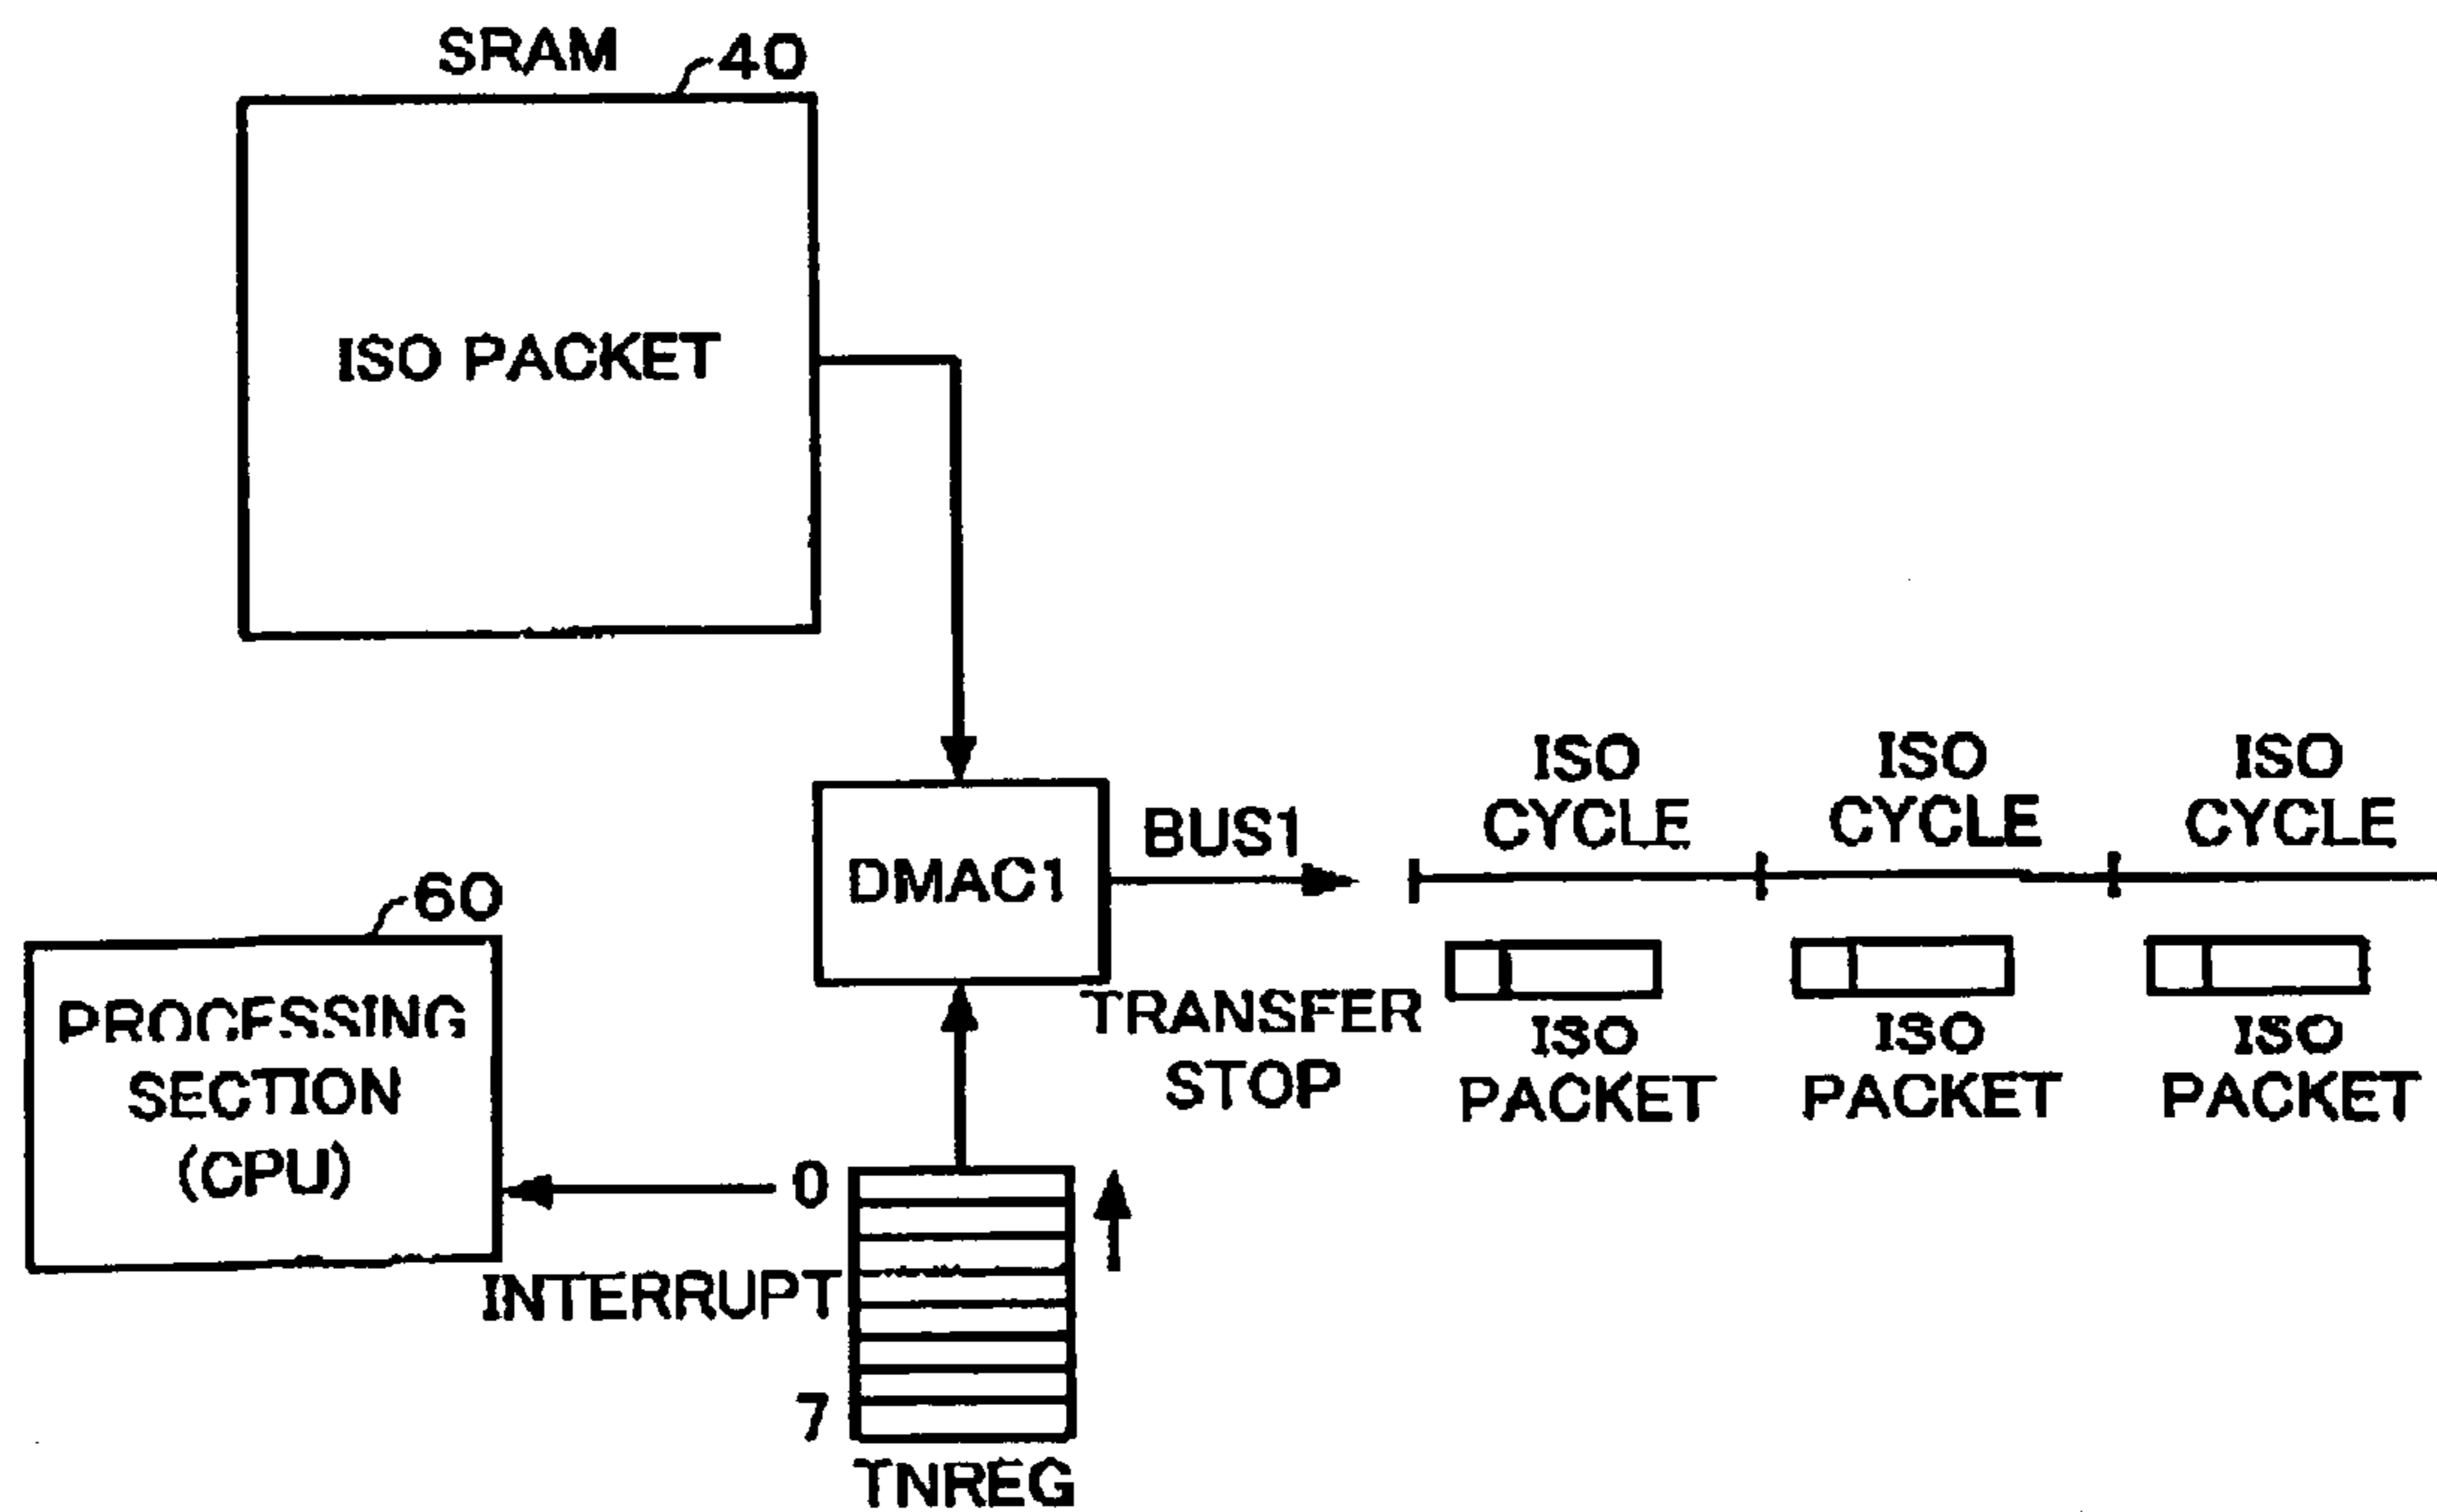 SRAM
40
ISO PACKET
ISO
CYCLE
ISO
CYCLE
ISO
CYCLE
BUS1
DMAC1
60
PROCESSING
SECTION
(CPU)
TRANSFER
STOP
ISO
PACKET
ISO
PACKET
ISO
PACKET
0
INTERRUPT
7
TNREG